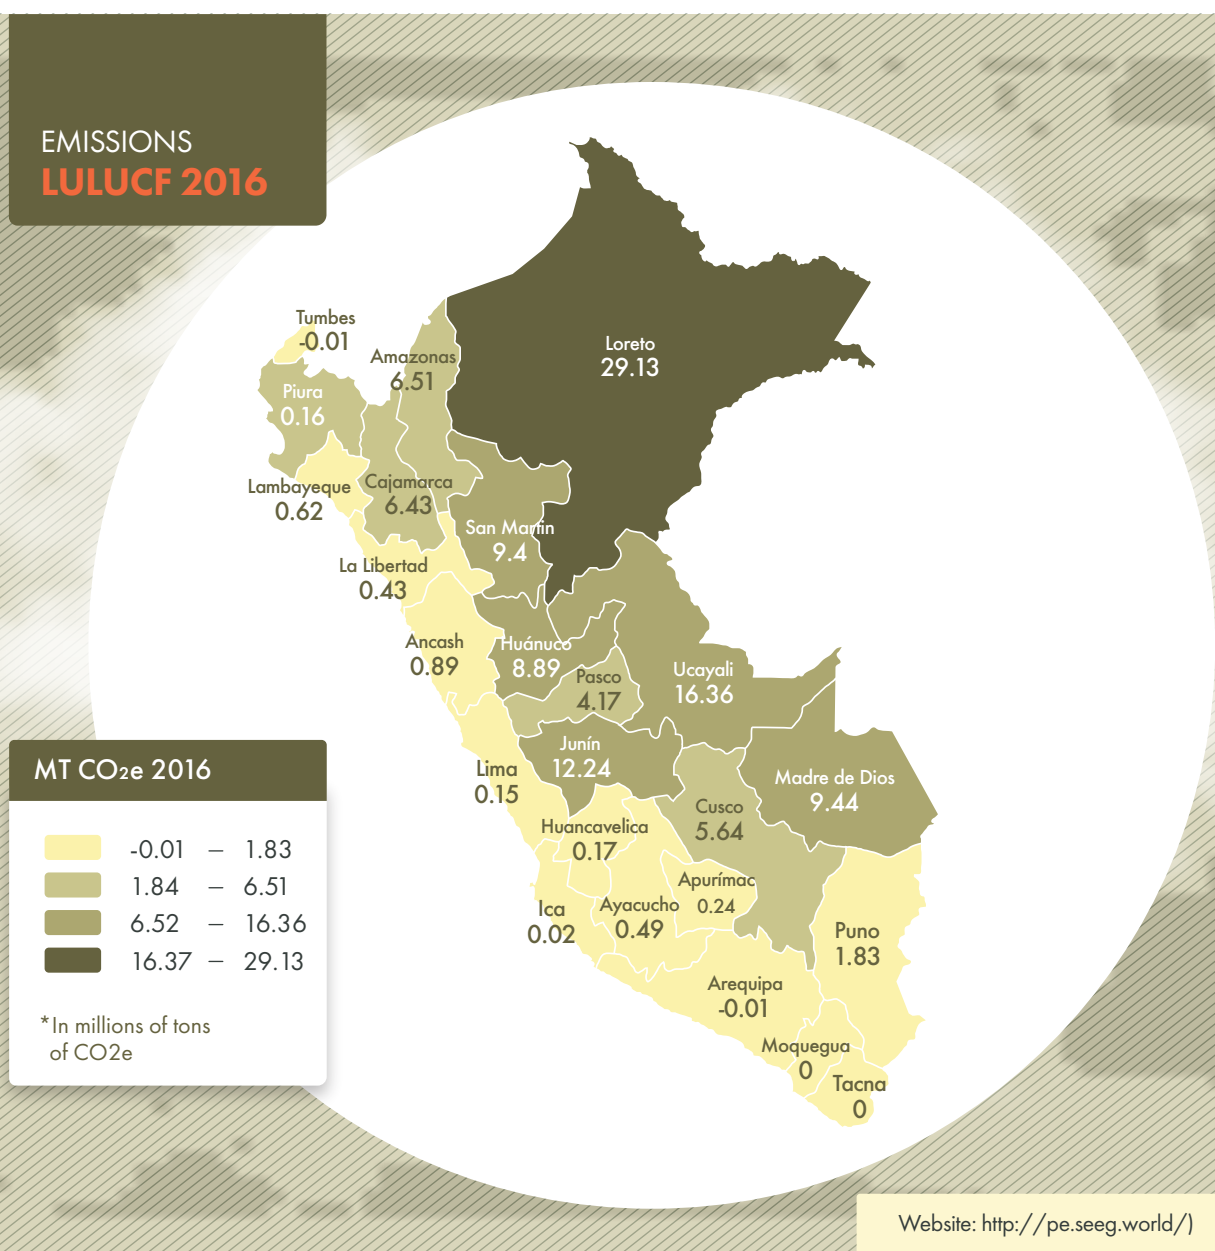 EMISSIONS
LULUCF 2016
Tumbes
-0.01
Amazonas
6.51
Loreto
29.13
Piura
0.16
Lambayeque
0.62
Cajamarca
6.43
San Martin
9.4
La Libertad
0.43
Ancash
0.89
Huánuco
8.89
Pasco
4.17
Ucayali
16.36
Junín
12.24
Lima
0.15
Madre de Dios
9.44
Cusco
5.64
Huancavelica
0.17
Apurímac
0.24
Ica
0.02
Ayacucho
0.49
Puno
1.83
Arequipa
-0.01
Moquegua
0
Tacna
0
MT CO2e 2016
-0.01 – 1.83
1.84 – 6.51
6.52 – 16.36
16.37 – 29.13
*In millions of tons
of CO2e
Website: http://pe.seeg.world/)